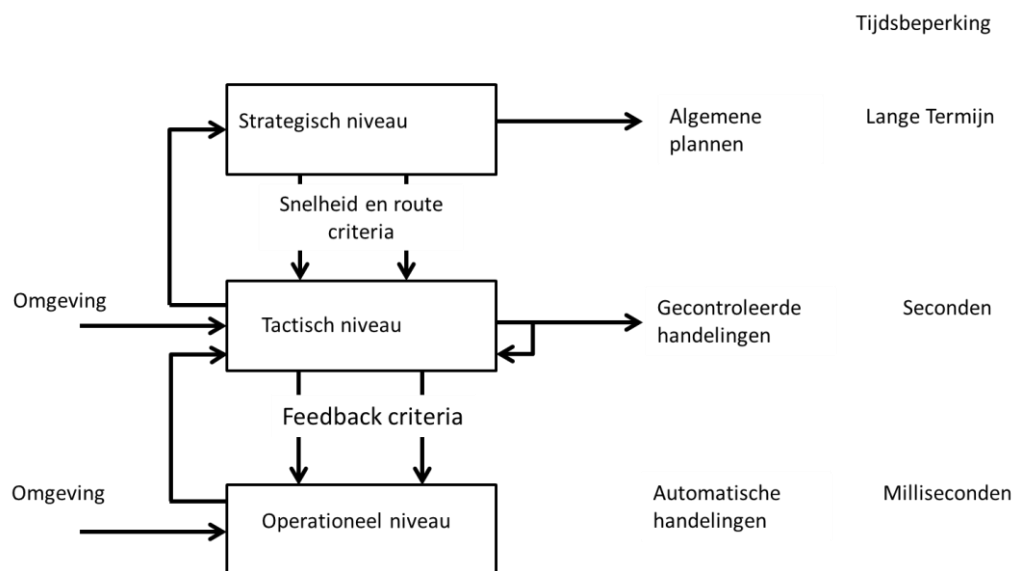 Tijdsbeperking
Strategisch niveau
Algemene
plannen
Lange Termijn
Snelheid en route
criteria
Omgeving
Tactisch niveau
Gecontroleerde
handelingen
Seconden
Feedback criteria
Omgeving
Operationeel niveau
Automatische
handelingen
Milliseconden